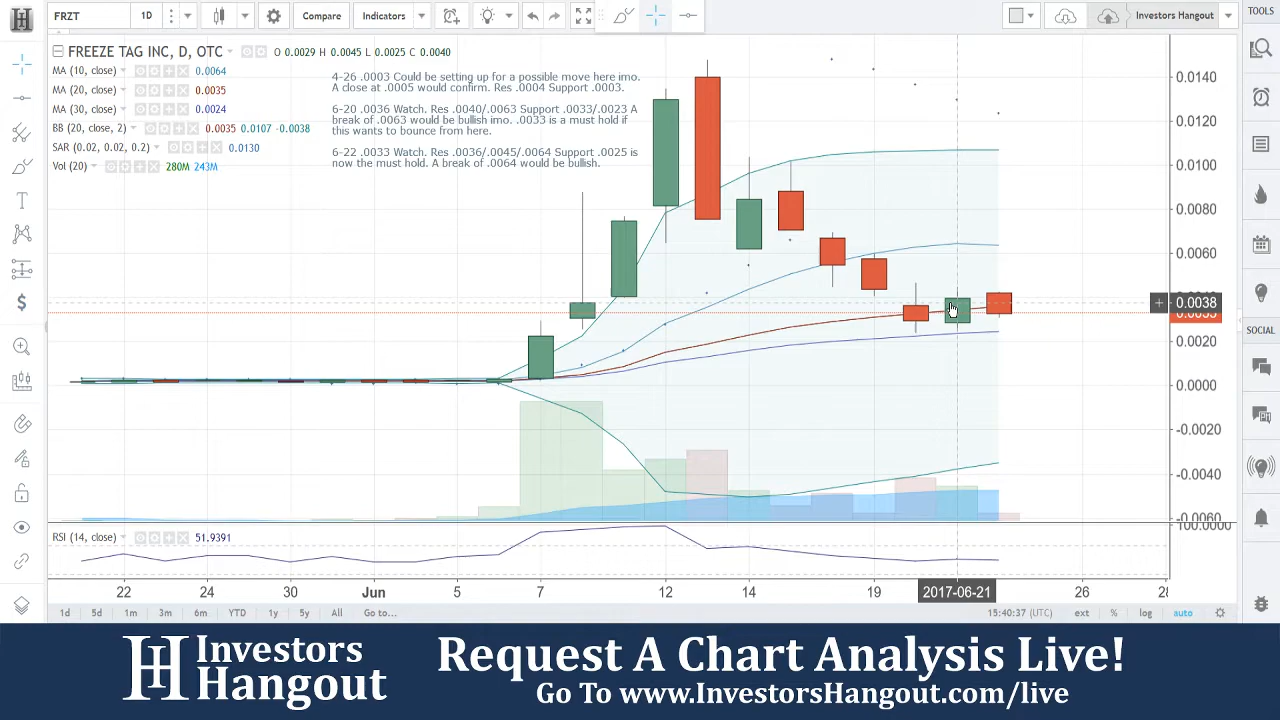 FRZT 1D Compare Indicators Investors Hangout TOOLS
FREEZE TAG INC, D, OTC O 0.0029 H 0.0045 L 0.0025 C 0.0040
MA (10, close) 0.0064
MA (20, close) 0.0035
MA (30, close) 0.0024
BB (20, close, 2) 0.0035 0.0107 -0.0038
SAR (0.02, 0.02, 0.2) 0.0130
Vol (20) 280M 243M
4-26 .0003 Could be setting up for a possible move here imo.
A close at .0005 would confirm. Res .0004 Support .0003.
6-20 .0036 Watch. Res .0040/.0063 Support .0033/.0023 A
break of .0063 would be bullish imo. .0033 is a must hold if
this wants to bounce from here.
6-22 .0033 Watch. Res .0036/.0045/.0064 Support .0025 is
now the must hold. A break of .0064 would be bullish.
0.0140
0.0120
0.0100
0.0080
0.0060
0.0038
0.0020
0.0000
-0.0020
-0.0040
-0.0060
100.0000
SOCIAL
RSI (14, close) 51.9391
22 24 26 30 Jun 5 7 12 14 19 2017-06-21 26
1d 5d 1m 3m 6m YTD 1y 5y All Go to... 15:40:37 (UTC) ext % log auto
Investors
Hangout
Request A Chart Analysis Live!
Go To www.InvestorsHangout.com/live